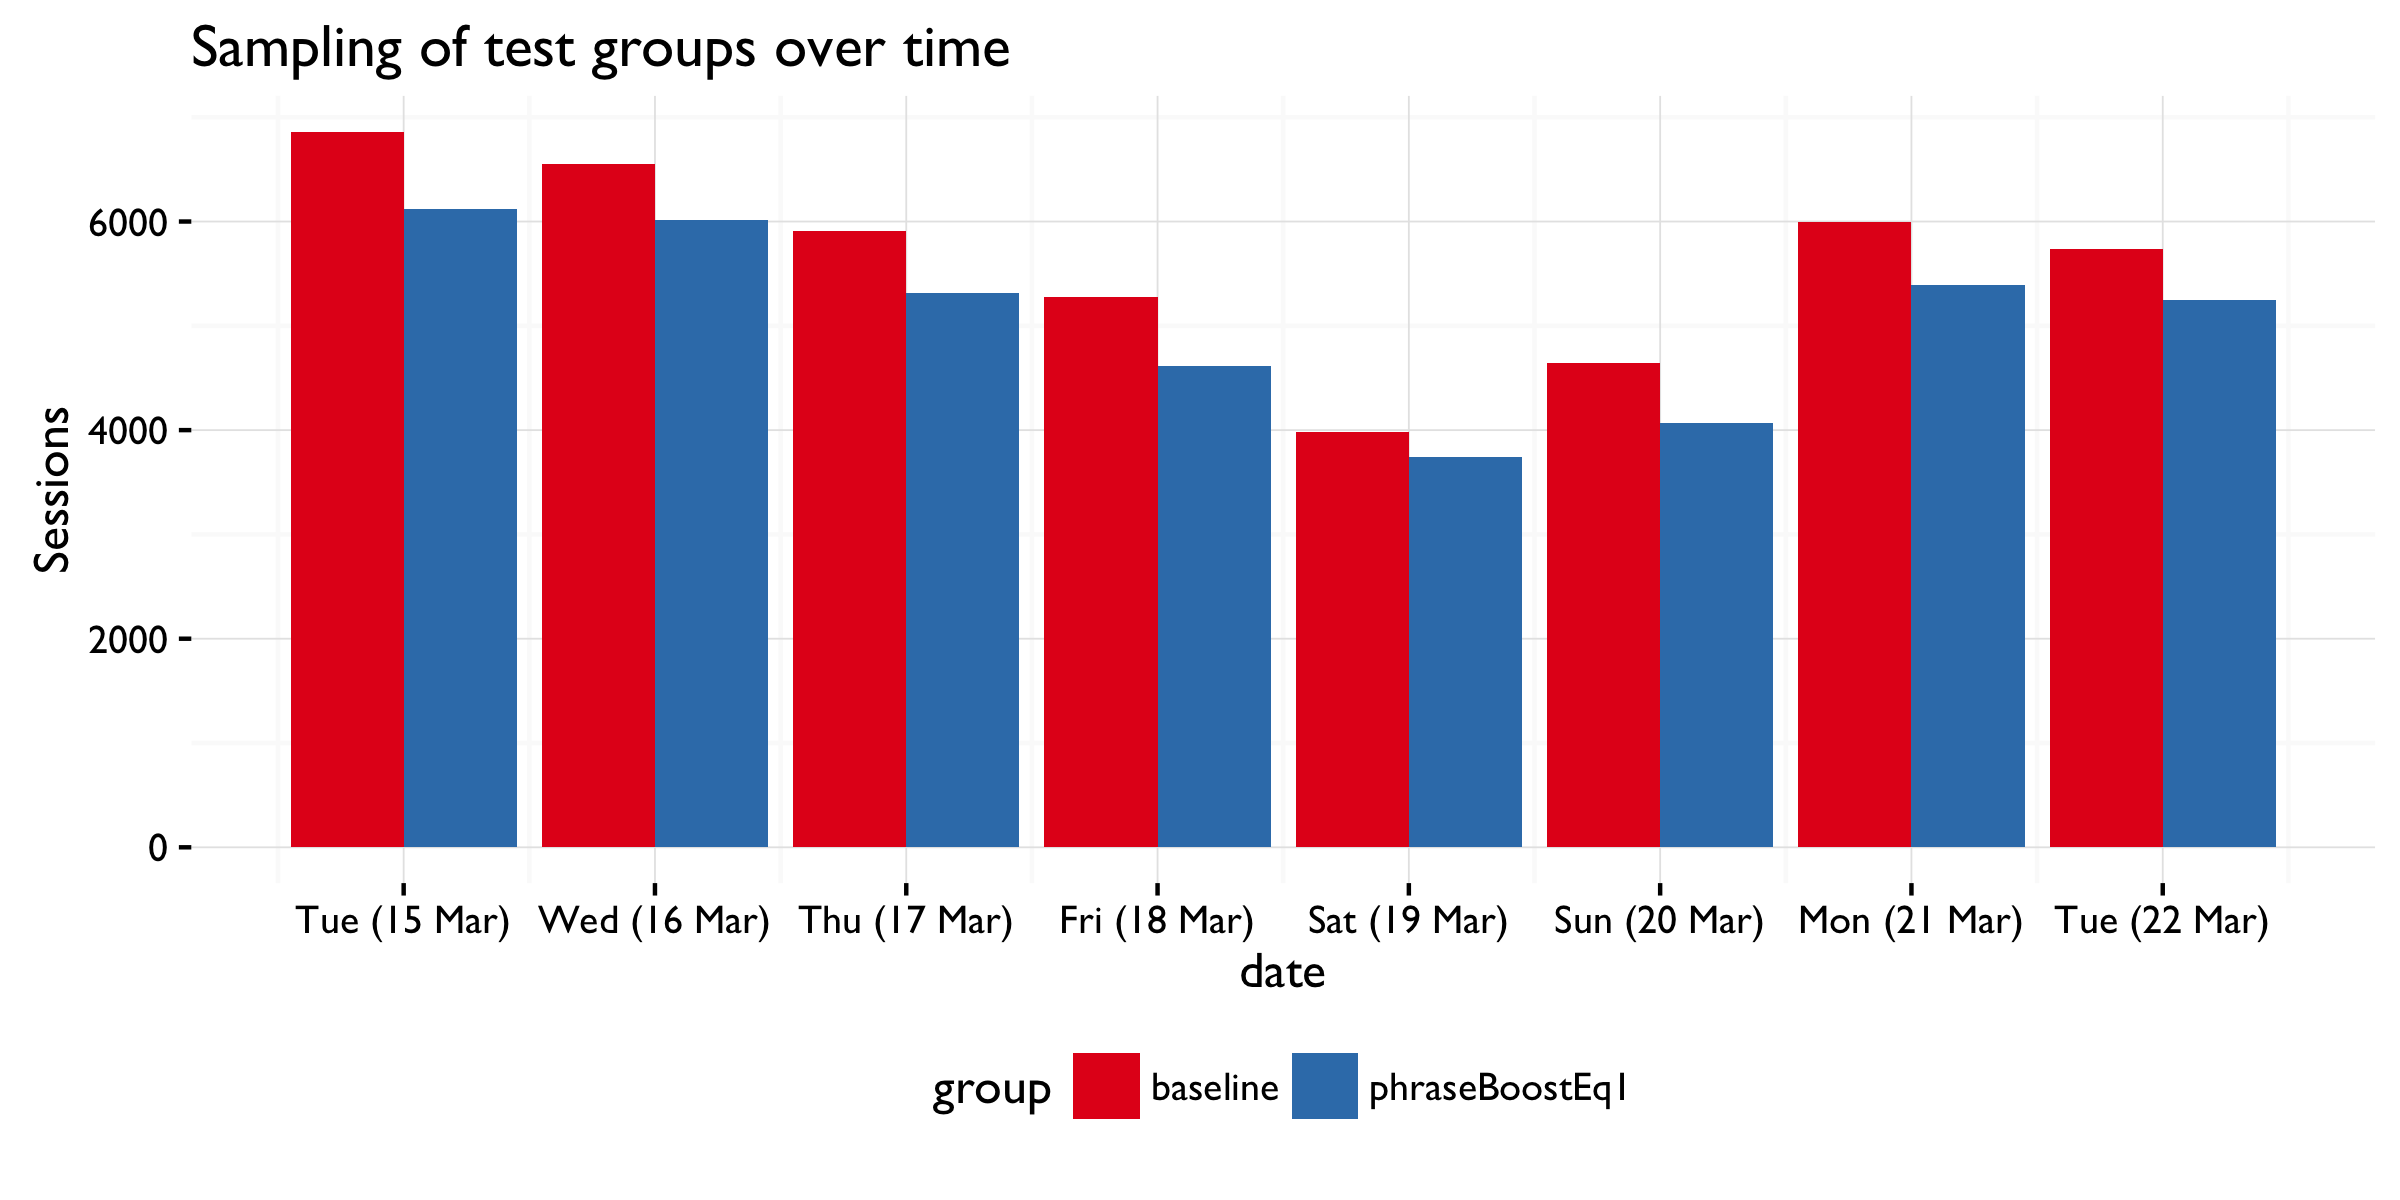 Sampling of test groups over time
Sessions
6000
4000
2000
0
Tue (15 Mar) Wed (16 Mar) Thu (17 Mar) Fri (18 Mar) Sat (19 Mar) Sun (20 Mar) Mon (21 Mar) Tue (22 Mar)
date
group baseline phraseBoostEq1